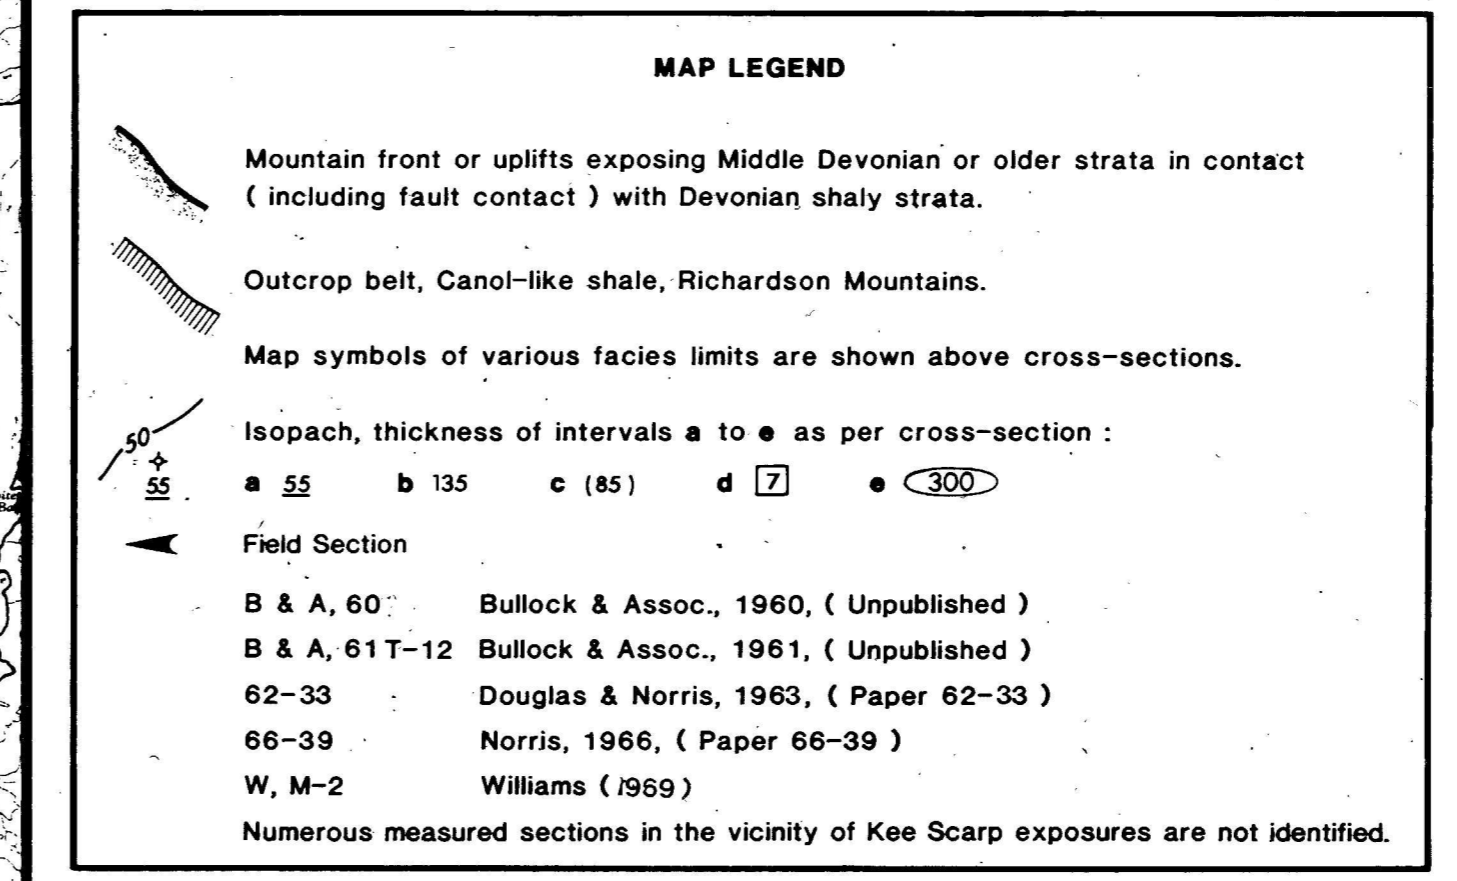 MAP LEGEND
Mountain front or uplifts exposing Middle Devonian or older strata in contact
( including fault contact ) with Devonian shaly strata.
Outcrop belt, Canol-like shale, Richardson Mountains.
Map symbols of various facies limits are shown above cross-sections.
50
Isopach, thickness of intervals a to e as per cross-section :
55 a 55 b 135 c (85) d 7 e 300
Field Section
B & A, 60 Bullock & Assoc., 1960, ( Unpublished )
B & A, 61T-12 Bullock & Assoc., 1961, ( Unpublished )
62-33 Douglas & Norris, 1963, ( Paper 62-33 )
66-39 Norris, 1966, ( Paper 66-39 )
W, M-2 Williams (1969)
Numerous measured sections in the vicinity of Kee Scarp exposures are not identified.